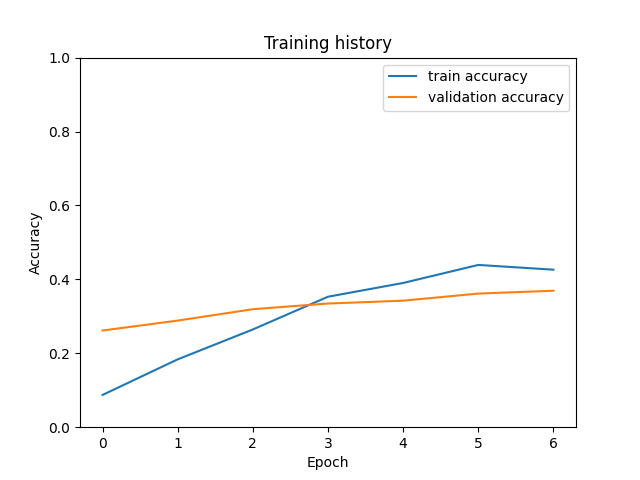 Training history
train accuracy
validation accuracy
Accuracy
1.0
0.8
0.6
0.4
0.2
0.0
0 1 2 3 4 5 6
Epoch